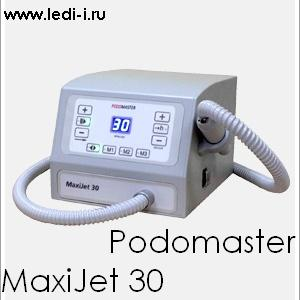 www.ledi-i.ru
PODOMASTER
30
M1 M2 M3
MaxiJet 30
Podomaster
MaxiJet 30